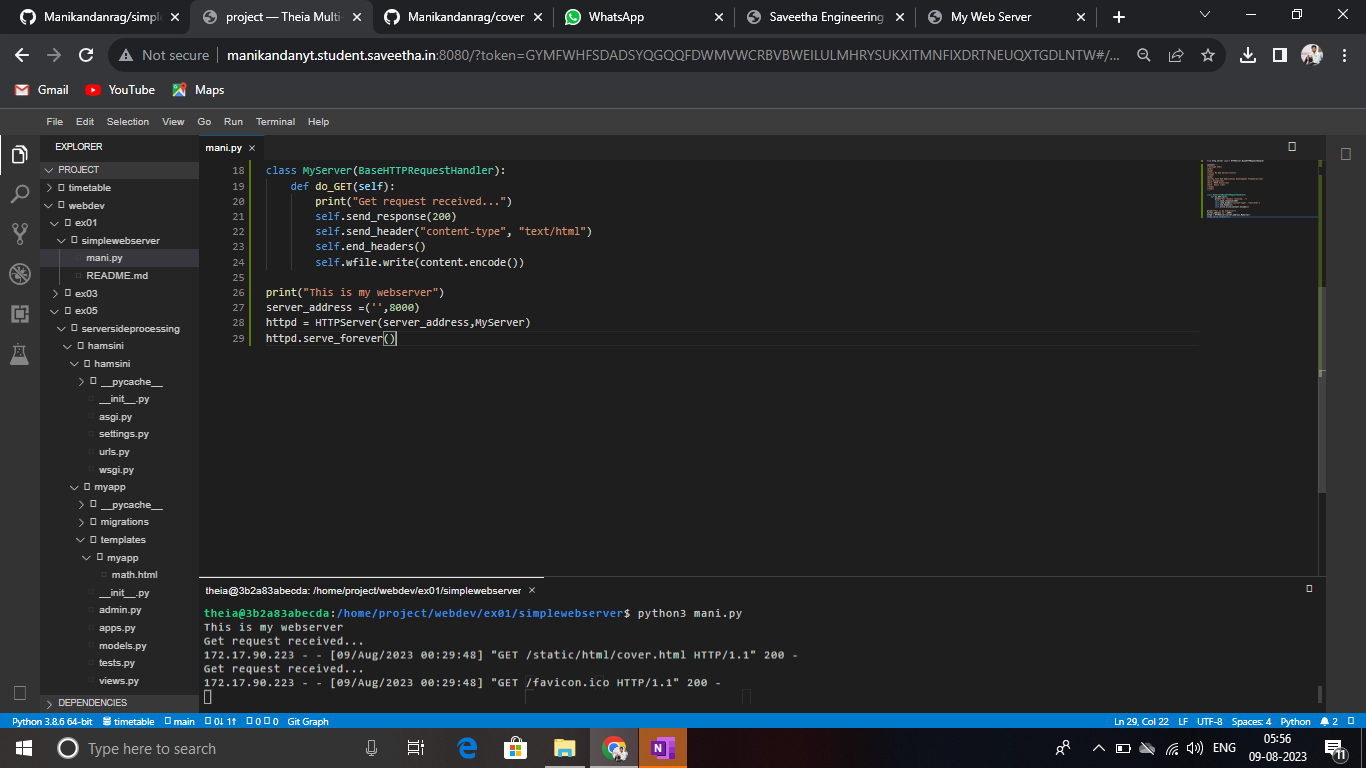 Manikandanrag/simpl
project — Theia Multi-
Manikandanrag/cover
WhatsApp
Saveetha Engineering
My Web Server
Not secure
manikandanyt.student.saveetha.in:8080/?token=GYMFWHFSDADSYQGQQFDWMVWCRBVBWEILULMHRYSUKXITMNFIXDRTNEUQXTGDLNTW#/...
Gmail
YouTube
Maps
File Edit Selection View Go Run Terminal Help
EXPLORER
PROJECT
timetable
webdev
ex01
simplewebserver
mani.py
README.md
ex03
ex05
serversideprocessing
hamsini
hamsini
__pycache__
__init__.py
asgi.py
settings.py
urls.py
wsgi.py
myapp
__pycache__
migrations
templates
myapp
math.html
__init__.py
admin.py
apps.py
models.py
tests.py
views.py
DEPENDENCIES
mani.py
18 class MyServer(BaseHTTPRequestHandler):
19 def do_GET(self):
20 print("Get request received...")
21 self.send_response(200)
22 self.send_header("content-type", "text/html")
23 self.end_headers()
24 self.wfile.write(content.encode())
25
26 print("This is my webserver")
27 server_address =('',8000)
28 httpd = HTTPServer(server_address,MyServer)
29 httpd.serve_forever()
theia@3b2a83abecda: /home/project/webdev/ex01/simplewebserver
theia@3b2a83abecda:/home/project/webdev/ex01/simplewebserver$ python3 mani.py
This is my webserver
Get request received...
172.17.90.223 - - [09/Aug/2023 00:29:48] "GET /static/html/cover.html HTTP/1.1" 200 -
Get request received...
172.17.90.223 - - [09/Aug/2023 00:29:48] "GET /favicon.ico HTTP/1.1" 200 -
Python 3.8.6 64-bit timetable main 0↓ 1↑ 0 0 Git Graph
Ln 29, Col 22 LF UTF-8 Spaces: 4 Python 2
Type here to search
ENG
05:56
09-08-2023
11